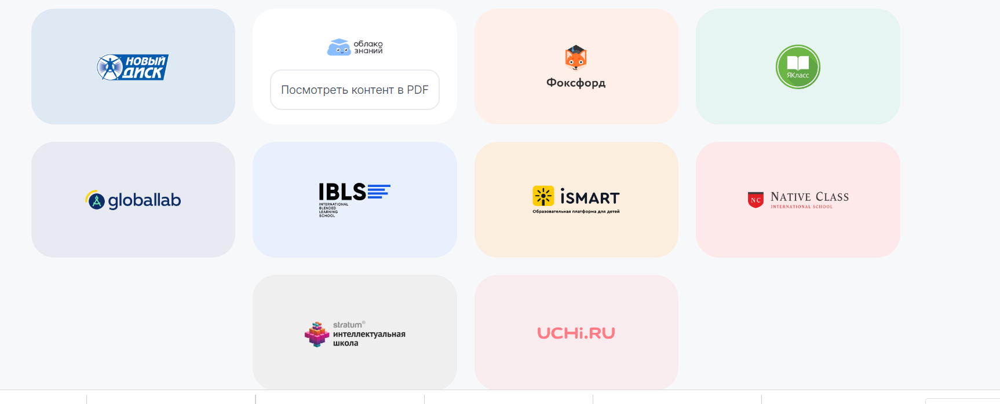 НОВЫЙ
ДИСК
облако
знаний
Посмотреть контент в PDF
Фоксфорд
ЯКласс
globallab
IBLS
INTERNATIONAL
BLENDED
LEARNING
SCHOOL
iSMART
Образовательная платформа для детей
NC
NATIVE CLASS
INTERNATIONAL SCHOOL
stratum®
интеллектуальная
школа
UCHi.RU